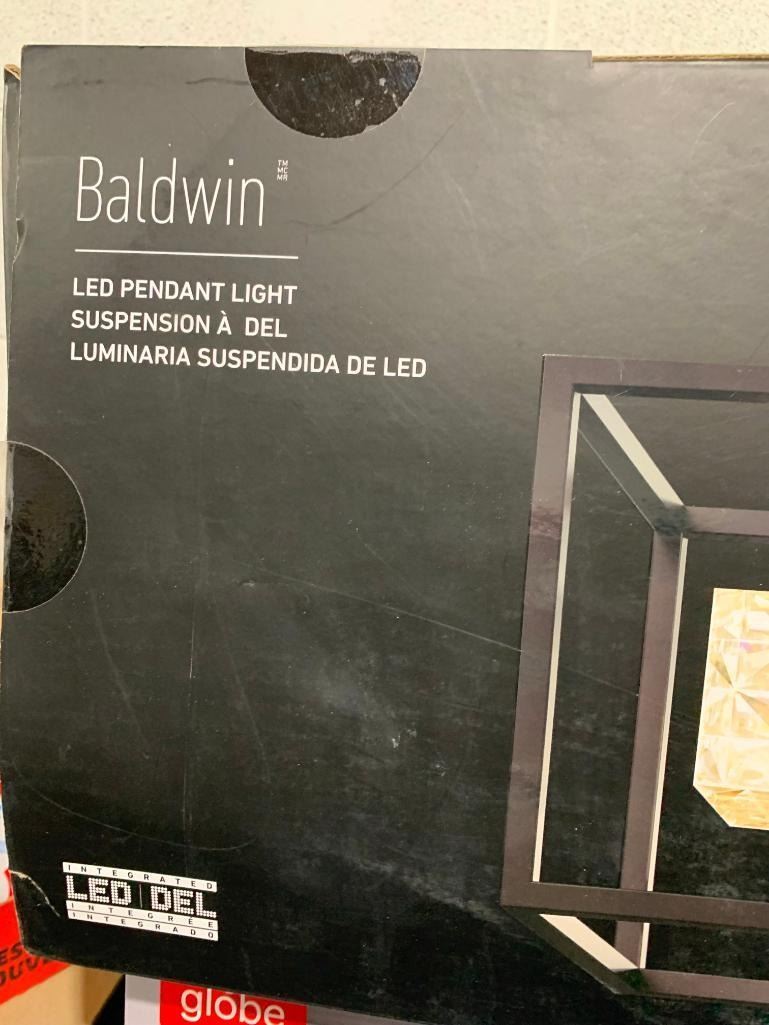 Baldwin
TM
MC
MR
LED PENDANT LIGHT
SUSPENSION À DEL
LUMINARIA SUSPENDIDA DE LED
INTEGRATED
LED | DEL
INTÉGRÉE
INTEGRADO
globe